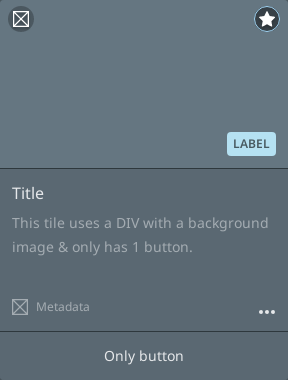 LABEL
Title
This tile uses a DIV with a background
image & only has 1 button.
Metadata
Only button